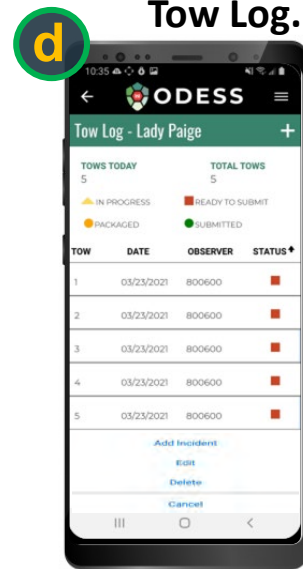 Tow Log.
d
10:35
ODESS
Tow Log - Lady Paige +
TOWS TODAY TOTAL TOWS
5 5
IN PROGRESS READY TO SUBMIT
PACKAGED SUBMITTED
TOW DATE OBSERVER STATUS
1 03/23/2021 800600
2 03/23/2021 800600
3 03/23/2021 800600
4 03/23/2021 800600
5 03/23/2021 800600
Add Incident
Edit
Delete
Cancel